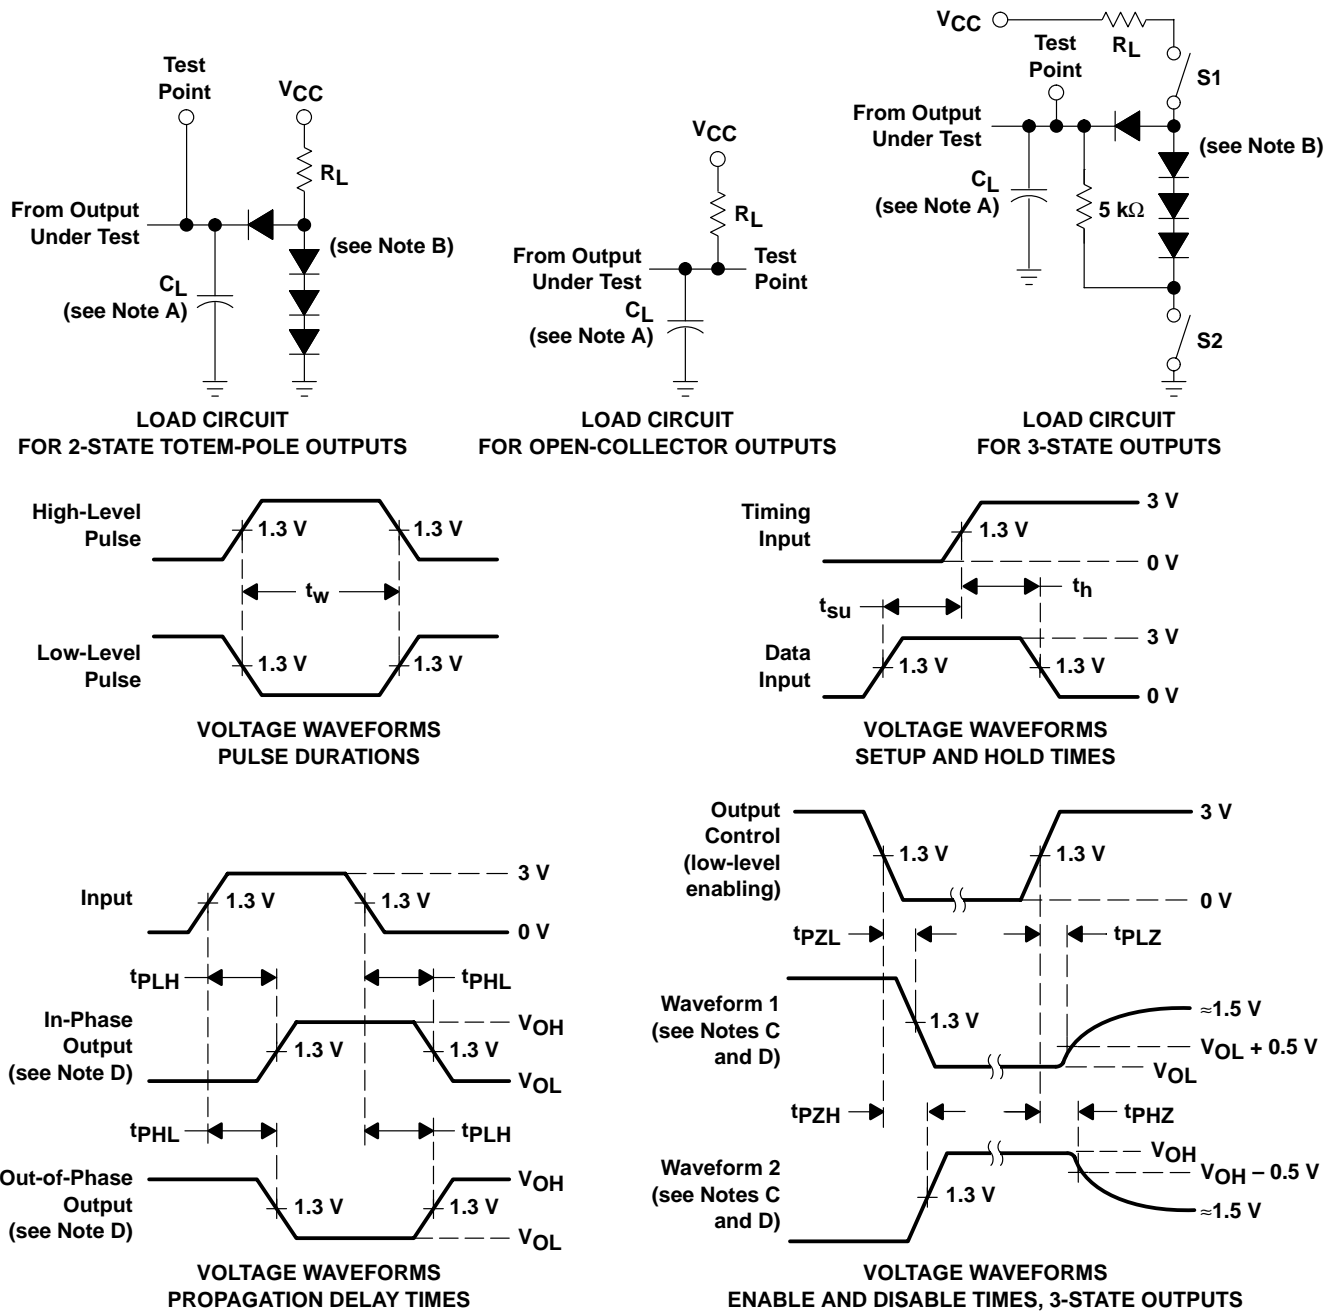 Test
Point
VCC
RL
From Output
Under Test
(see Note B)
CL
(see Note A)
LOAD CIRCUIT
FOR 2-STATE TOTEM-POLE OUTPUTS
VCC
RL
From Output
Under Test
Test
Point
CL
(see Note A)
LOAD CIRCUIT
FOR OPEN-COLLECTOR OUTPUTS
VCC
RL
Test
Point
S1
From Output
Under Test
(see Note B)
CL
(see Note A)
5 kΩ
S2
LOAD CIRCUIT
FOR 3-STATE OUTPUTS
High-Level
Pulse
1.3 V
1.3 V
tw
Low-Level
Pulse
1.3 V
1.3 V
VOLTAGE WAVEFORMS
PULSE DURATIONS
Timing
Input
1.3 V
3 V
0 V
th
tsu
Data
Input
1.3 V
1.3 V
3 V
0 V
VOLTAGE WAVEFORMS
SETUP AND HOLD TIMES
Input
1.3 V
1.3 V
3 V
0 V
tPLH
tPHL
In-Phase
Output
(see Note D)
1.3 V
1.3 V
VOH
VOL
tPHL
tPLH
Out-of-Phase
Output
(see Note D)
1.3 V
1.3 V
VOH
VOL
VOLTAGE WAVEFORMS
PROPAGATION DELAY TIMES
Output
Control
(low-level
enabling)
1.3 V
1.3 V
3 V
0 V
tPZL
tPLZ
Waveform 1
(see Notes C
and D)
1.3 V
≈1.5 V
VOL + 0.5 V
VOL
tPZH
tPHZ
Waveform 2
(see Notes C
and D)
1.3 V
VOH
VOH – 0.5 V
≈1.5 V
VOLTAGE WAVEFORMS
ENABLE AND DISABLE TIMES, 3-STATE OUTPUTS